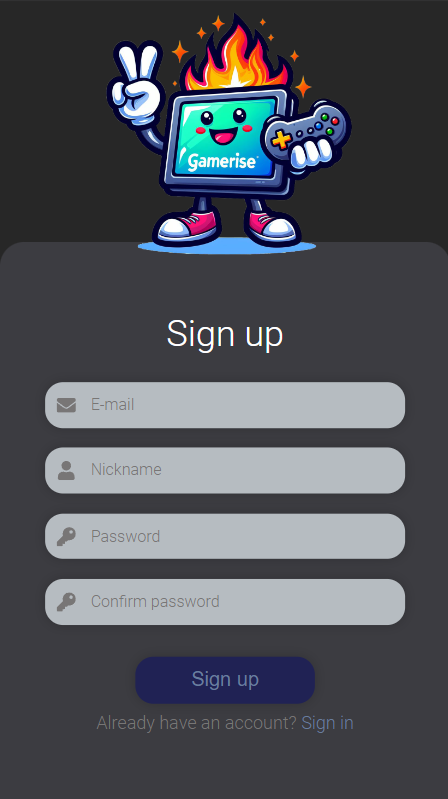 Gamerise
Sign up
E-mail
Nickname
Password
Confirm password
Sign up
Already have an account? Sign in